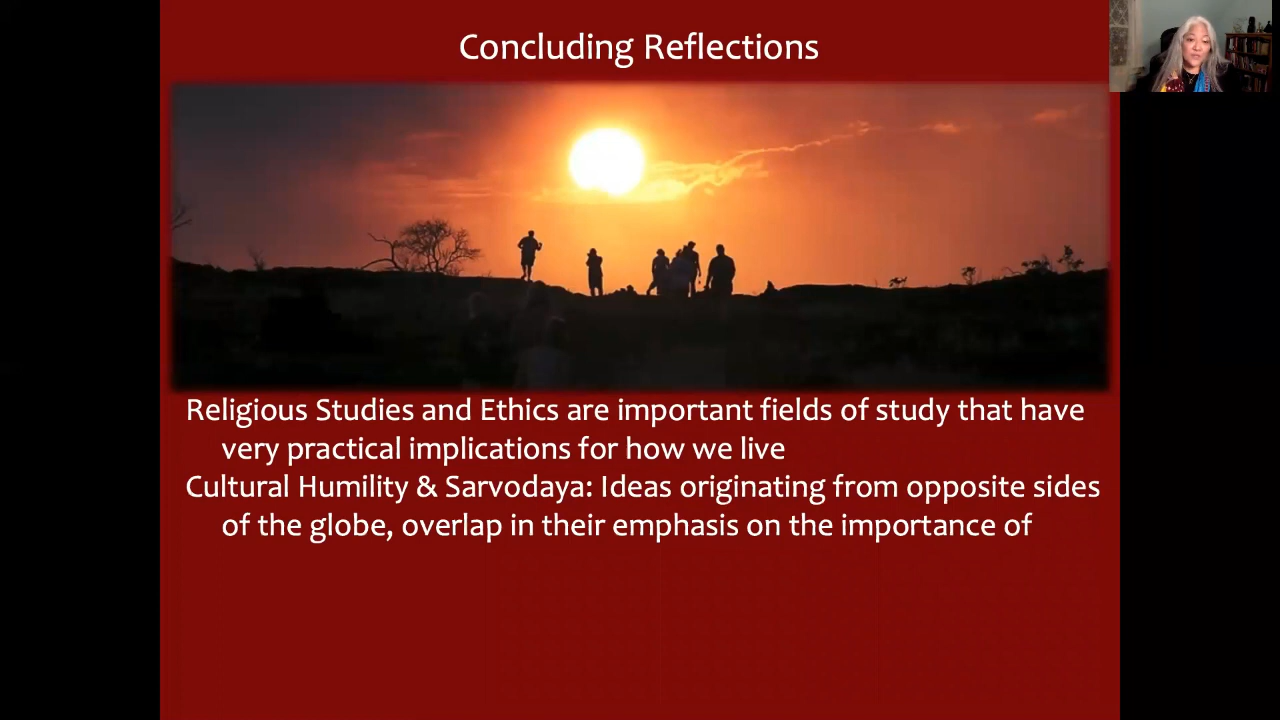 Concluding Reflections
Religious Studies and Ethics are important fields of study that have
very practical implications for how we live
Cultural Humility & Sarvodaya: Ideas originating from opposite sides
of the globe, overlap in their emphasis on the importance of